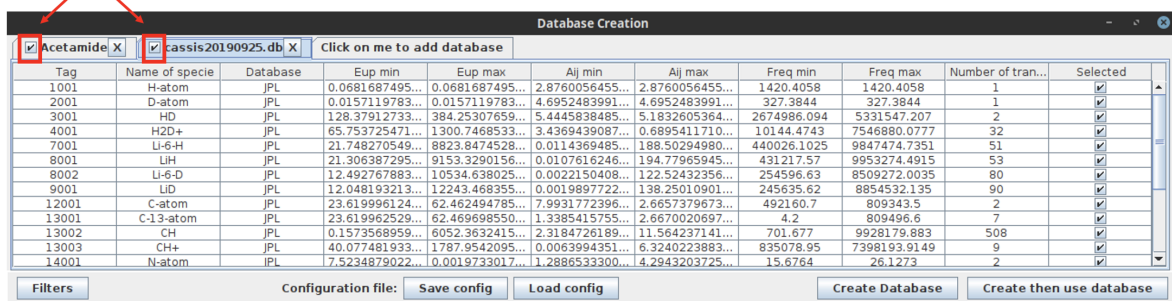 Database Creation
Acetamide X cassis20190925.db X Click on me to add database
Tag Name of specie Database Eup min Eup max Aij min Aij max Freq min Freq max Number of tran... Selected
1001 H-atom JPL 0.0681687495... 0.0681687495... 2.8760056455... 2.8760056455... 1420.4058 1420.4058 1
2001 D-atom JPL 0.0157119783... 0.0157119783... 4.6952483991... 4.6952483991... 327.3844 327.3844 1
3001 HD JPL 128.37912733... 384.25307659... 5.4445838485... 5.1832605364... 2674986.094 5331547.207 2
4001 H2D+ JPL 65.753725471... 1300.7468533... 3.4369439087... 0.6895411710... 10144.4743 7546880.0777 32
7001 Li-6-H JPL 21.748270549... 8823.8474528... 0.0114369485... 188.50294980... 440026.1025 9847474.7351 51
8001 LiH JPL 21.306387295... 9153.3290156... 0.0107616246... 194.77965945... 431217.57 9953274.4915 53
8002 Li-6-D JPL 12.492767883... 10534.638025... 0.0022150408... 122.52432356... 254596.63 8509272.0035 80
9001 LiD JPL 12.048193213... 12243.468355... 0.0019897722... 138.25010901... 245635.62 8854532.135 90
12001 C-atom JPL 23.619996124... 62.462494785... 7.9931772396... 2.6657379673... 492160.7 809343.5 2
13001 C-13-atom JPL 23.619962529... 62.469698550... 1.3385415755... 2.6670020697... 4.2 809496.6 7
13002 CH JPL 0.1573568959... 6052.3632415... 2.3184726189... 11.564237141... 701.677 9928179.883 508
13003 CH+ JPL 40.077481933... 1787.9542095... 0.0063994351... 6.3240223883... 835078.95 7398193.9149 9
14001 N-atom JPL 7.5234879022... 0.0019733017... 1.2886533300... 4.2943203725... 15.6764 26.1273 2
Filters Configuration file: Save config Load config Create Database Create then use database